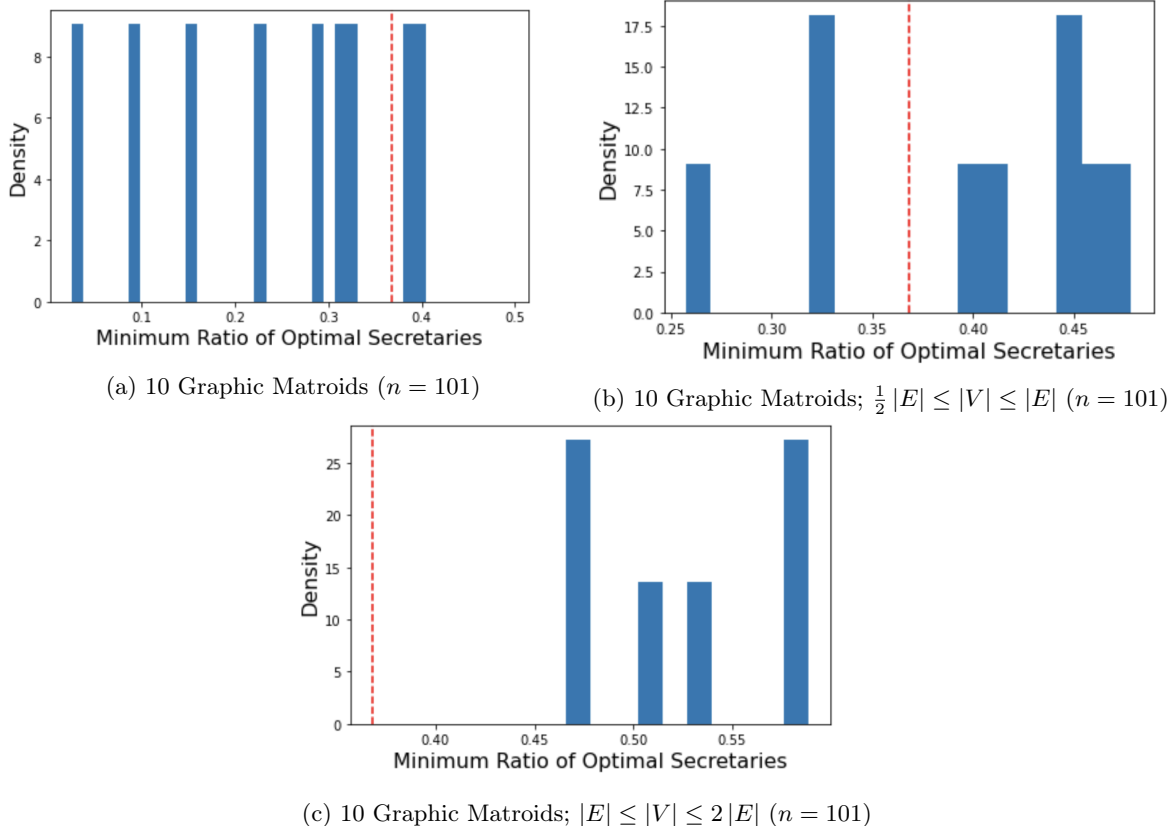 8
6
4
2
0
Density
0.1 0.2 0.3 0.4 0.5
Minimum Ratio of Optimal Secretaries
(a) 10 Graphic Matroids (n = 101)
17.5
15.0
12.5
10.0
7.5
5.0
2.5
0.0
Density
0.25 0.30 0.35 0.40 0.45
Minimum Ratio of Optimal Secretaries
(b) 10 Graphic Matroids; ½ |E| ≤ |V| ≤ |E| (n = 101)
25
20
15
10
5
0
Density
0.40 0.45 0.50 0.55
Minimum Ratio of Optimal Secretaries
(c) 10 Graphic Matroids; |E| ≤ |V| ≤ 2 |E| (n = 101)